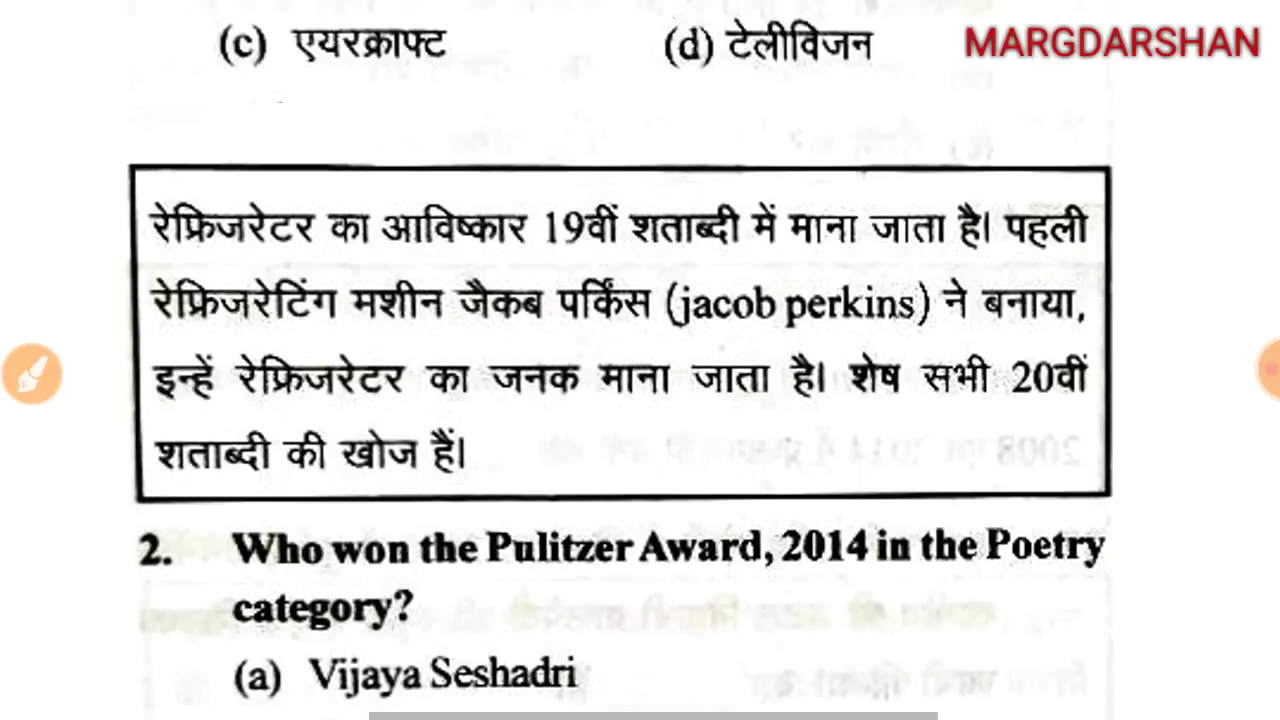 (c) एयरक्राफ्ट (d) टेलीविजन MARGDARSHAN
रेफ्रिजरेटर का आविष्कार 19वीं शताब्दी में माना जाता है। पहली
रेफ्रिजरेटिंग मशीन जैकब पर्किंस (jacob perkins) ने बनाया,
इन्हें रेफ्रिजरेटर का जनक माना जाता है। शेष सभी 20वीं
शताब्दी की खोज हैं।
2. Who won the Pulitzer Award, 2014 in the Poetry
category?
(a) Vijaya Seshadri